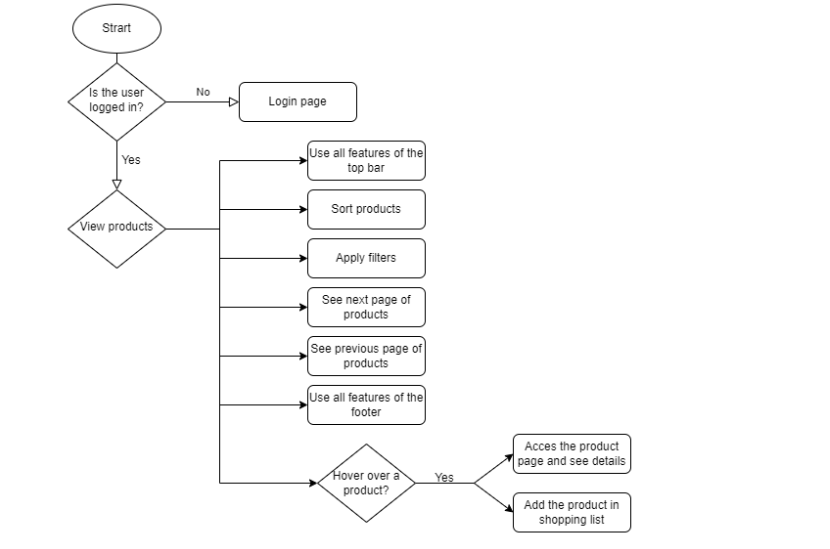 Strart
Is the user
logged in?
No
Login page
Yes
View products
Use all features of the
top bar
Sort products
Apply filters
See next page of
products
See previous page of
products
Use all features of the
footer
Hover over a
product?
Yes
Acces the product
page and see details
Add the product in
shopping list